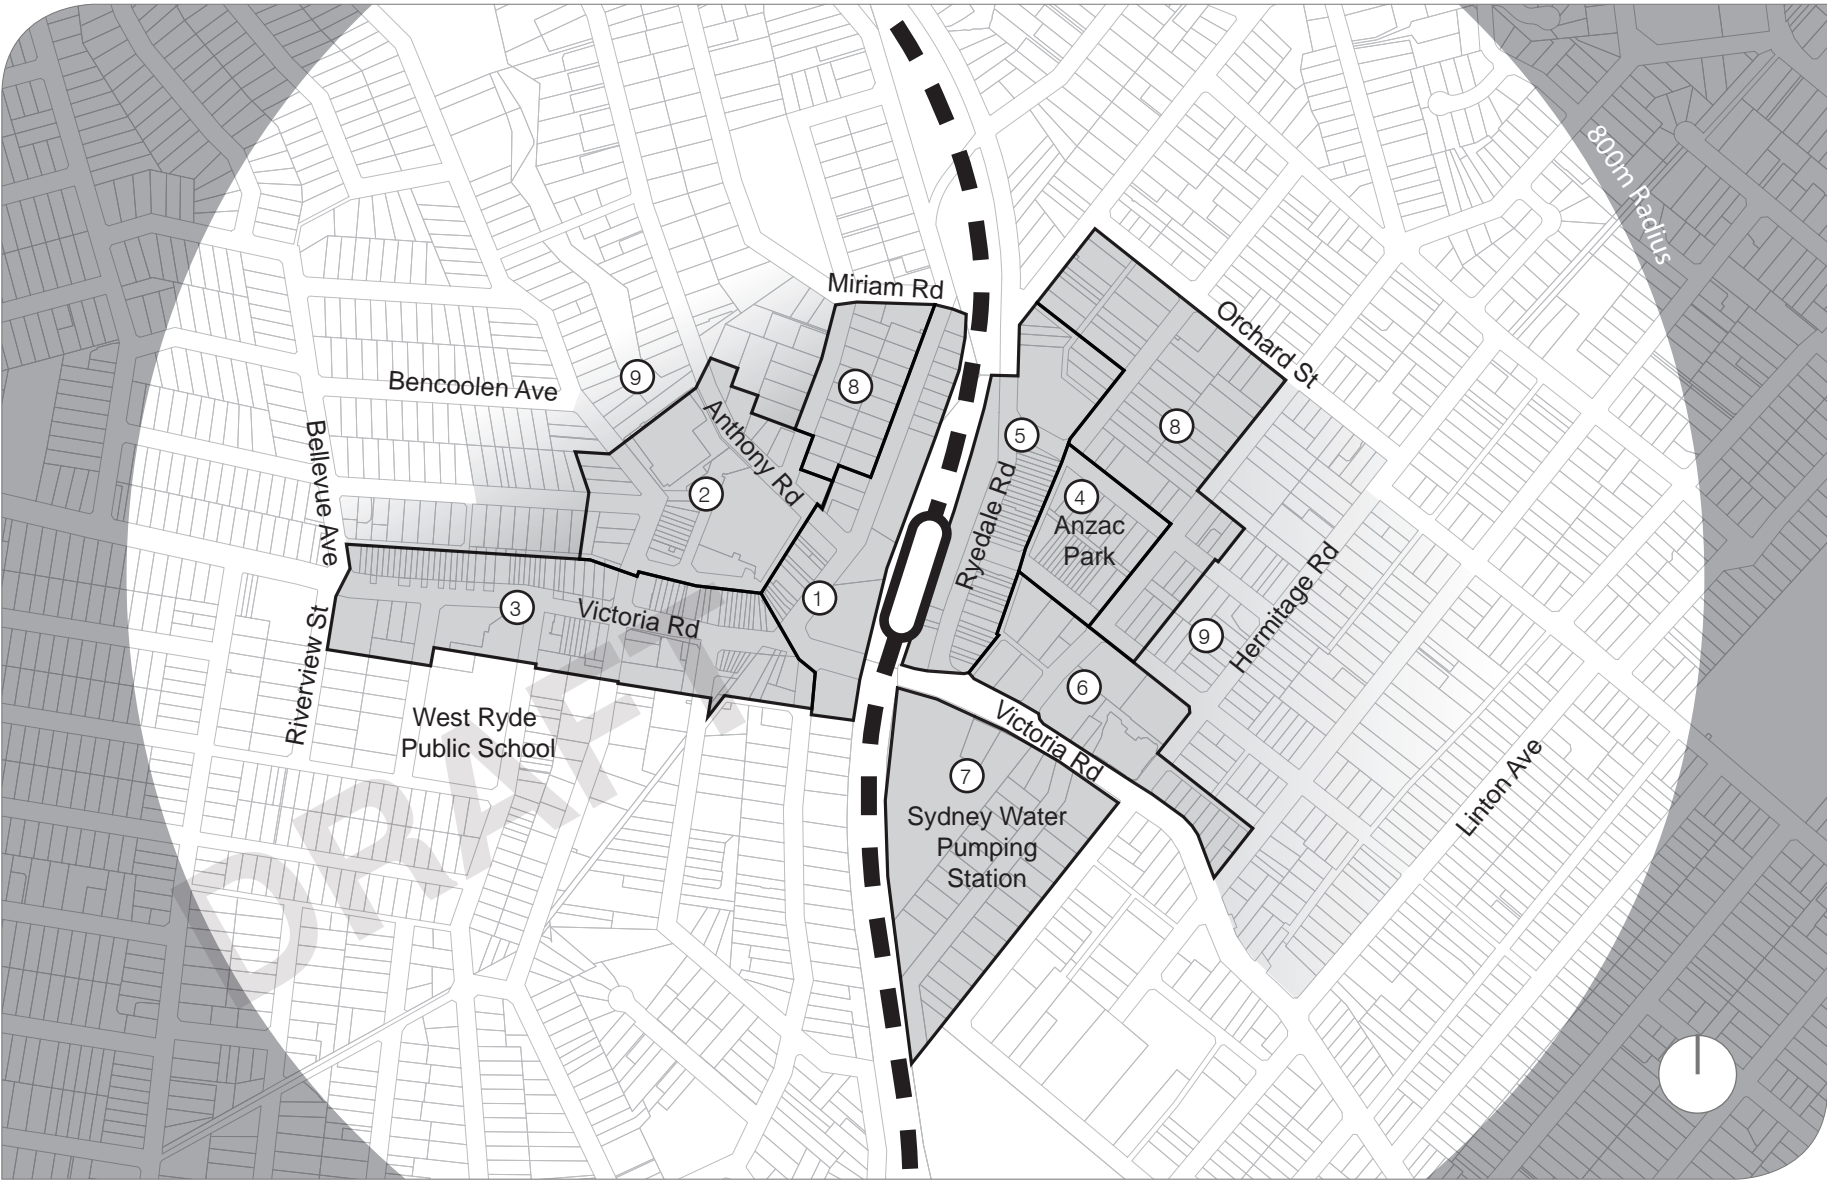 800m Radius
Miriam Rd
Orchard St
9
Bencoolen Ave
8
Anthony Rd
8
5
Bellevue Ave
2
4
Anzac
Park
Ryedale Rd
Hermitage Rd
3
Victoria Rd
1
9
Riverview St
6
West Ryde
Public School
Victoria Rd
7
Sydney Water
Pumping
Station
Linton Ave
DRAFT